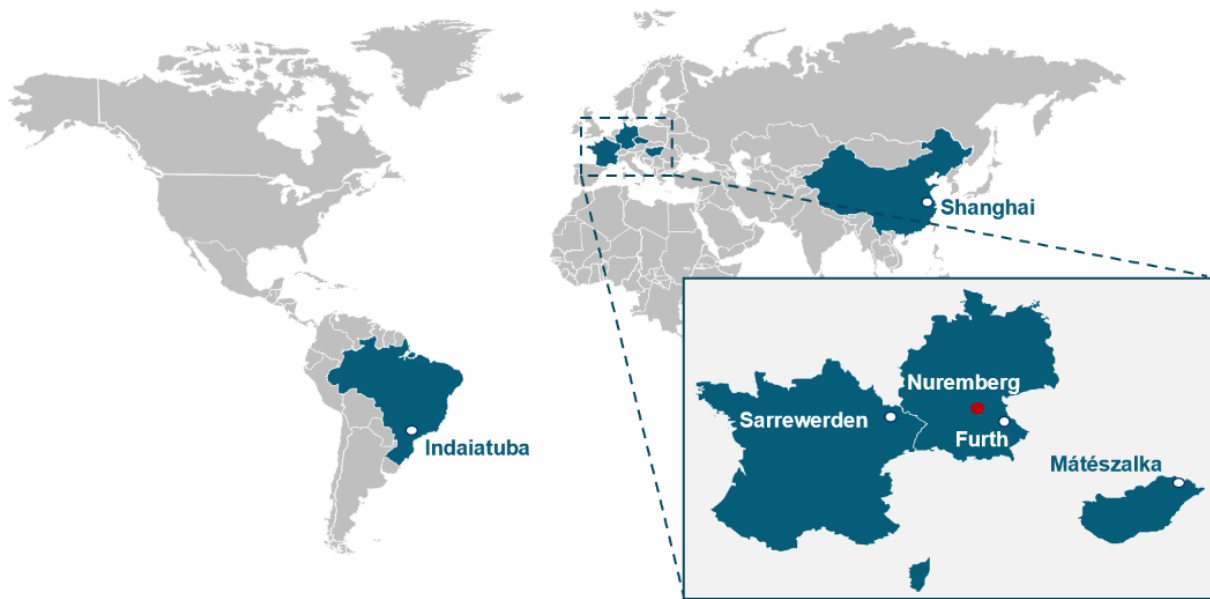 Shanghai
Indaiatuba
Nuremberg
Sarrewerden
Furth
Mátészalka